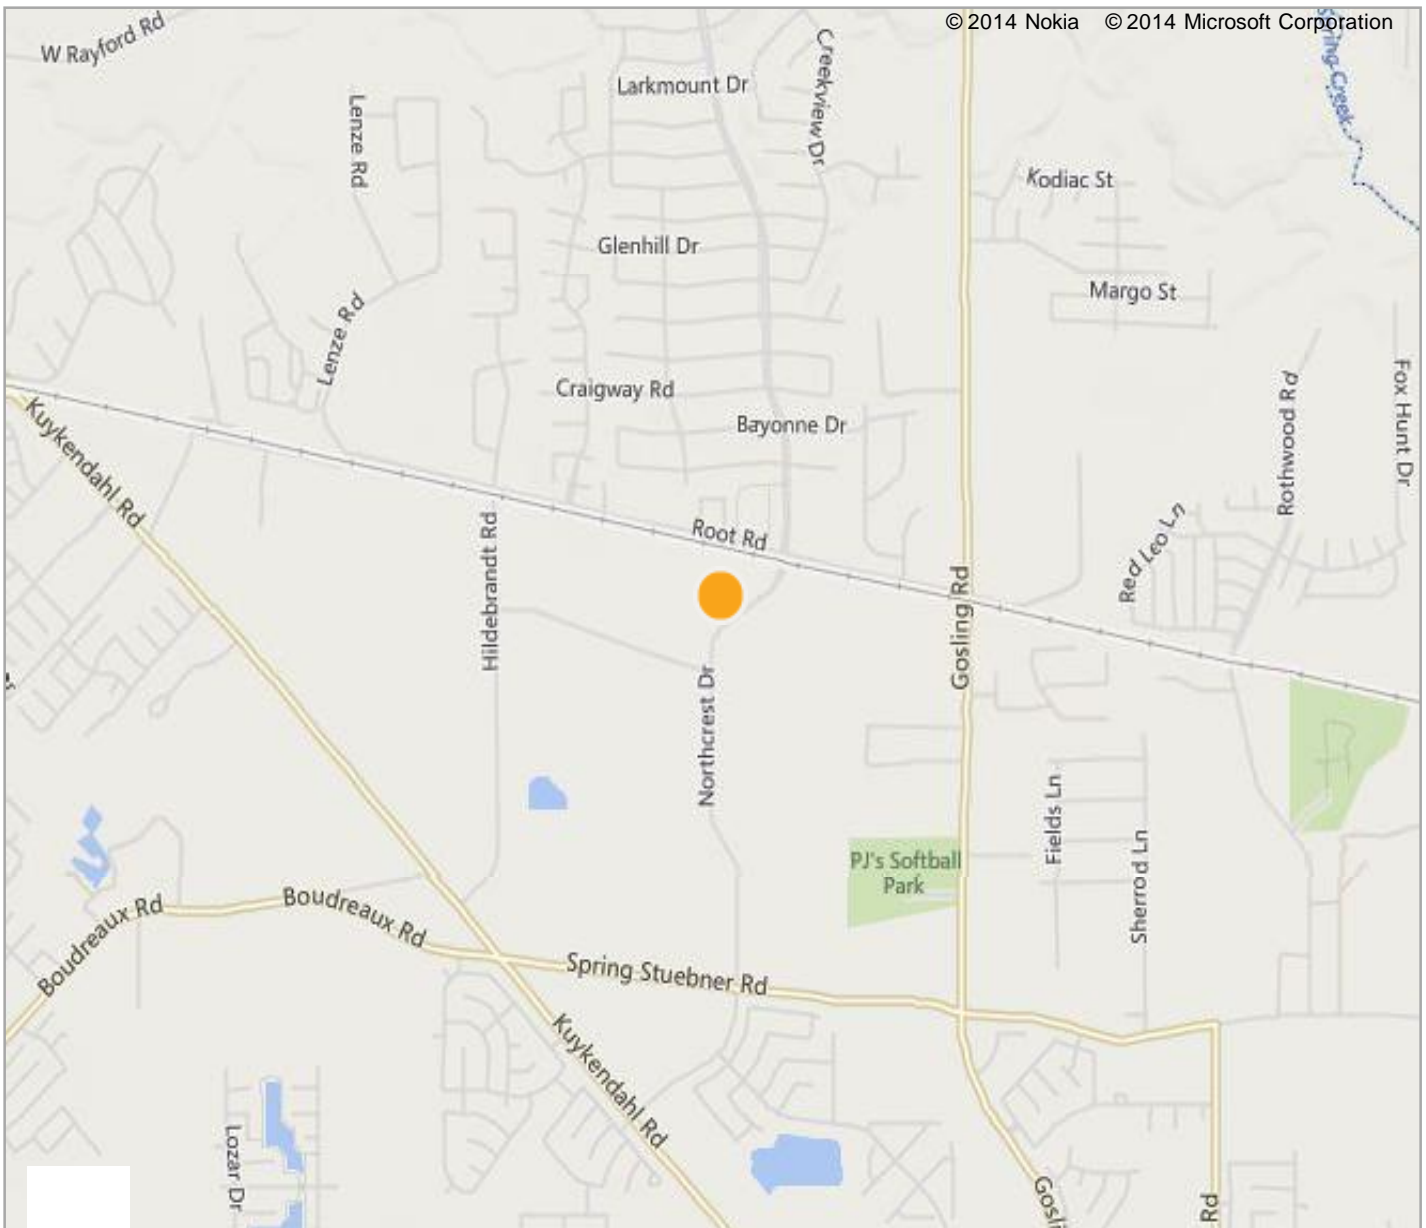 © 2014 Nokia © 2014 Microsoft Corporation
W Rayford Rd
Spring Creek
Creekview Dr
Larkmount Dr
Lenze Rd
Kodiac St
Glenhill Dr
Margo St
Lenze Rd
Craigway Rd
Bayonne Dr
Rothwood Rd
Fox Hunt Dr
Kuykendahl Rd
Root Rd
Red Leo Ln
Hildebrandt Rd
Gosling Rd
Northcrest Dr
Fields Ln
PJ's Softball
Park
Sherrod Ln
Boudreaux Rd
Boudreaux Rd
Spring Stuebner Rd
Kuykendahl Rd
Lozar Dr
Gosli
Rd